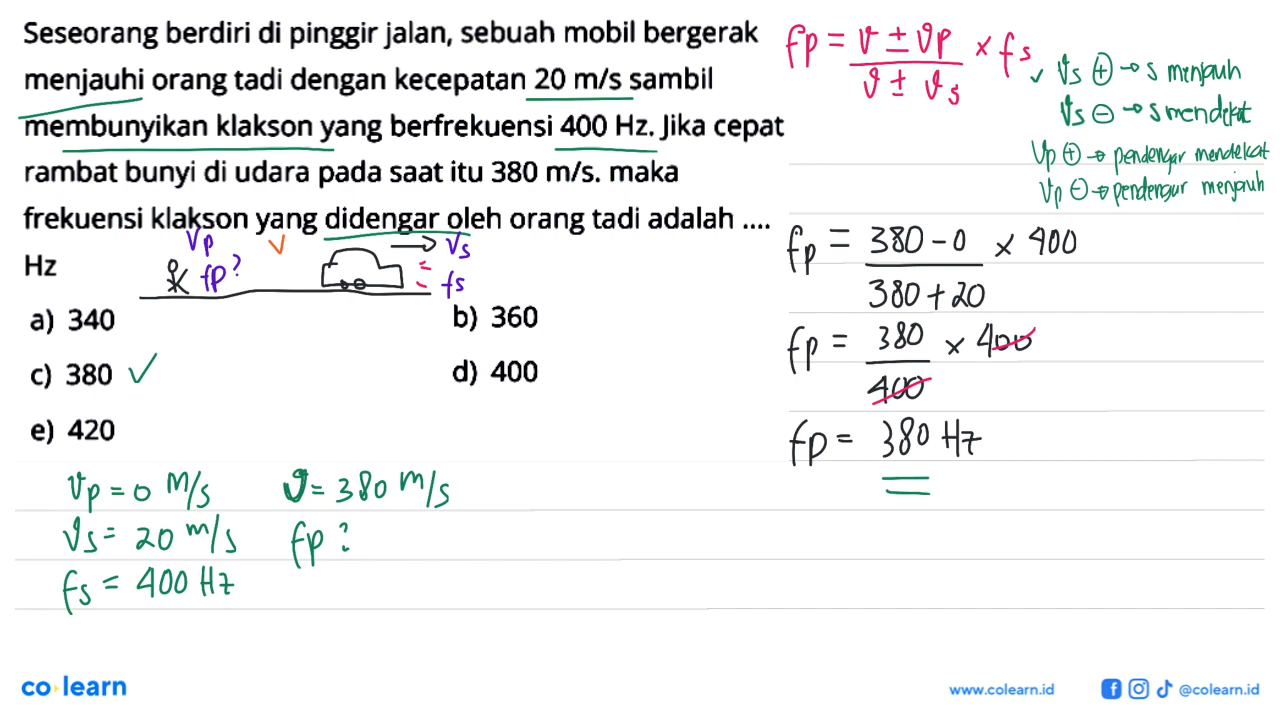 Seseorang berdiri di pinggir jalan, sebuah mobil bergerak
menjauhi orang tadi dengan kecepatan 20 m/s sambil
membunyikan klakson yang berfrekuensi 400 Hz. Jika cepat
rambat bunyi di udara pada saat itu 380 m/s. maka
frekuensi klakson yang didengar oleh orang tadi adalah ....
Hz
Vp V Vs
fp? fs
a) 340
b) 360
c) 380 ✓
d) 400
e) 420
Vp = 0 m/s
Vs = 20 m/s
fs = 400 Hz
V = 380 m/s
fp ?
fp = V ± Vp / V ± Vs × fs
✓ Vs ⊕ → s menjauh
Vs ⊖ → s mendekat
Vp ⊕ → pendengar mendekat
Vp ⊖ → pendengar menjauh
fp = 380 - 0 / 380 + 20 × 400
fp = 380 / 400 × 400
fp = 380 Hz
co learn
www.colearn.id
@colearn.id